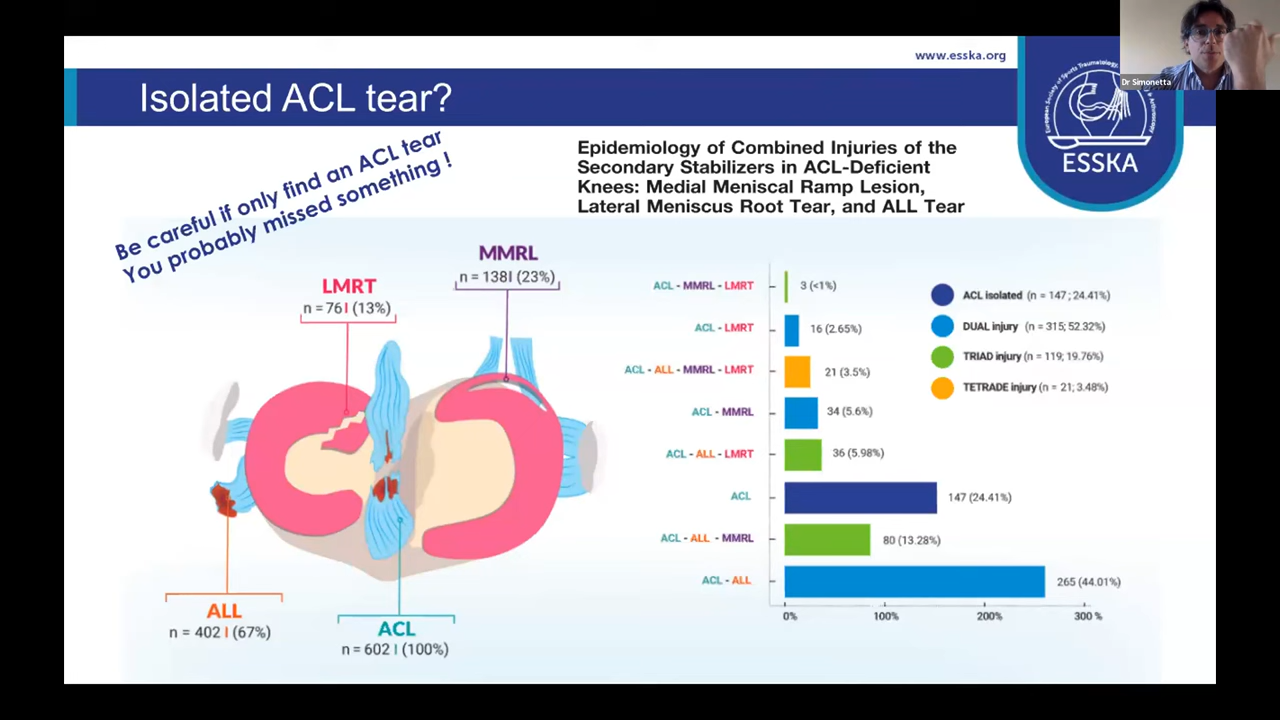 www.esska.org
Dr Simonetta
Isolated ACL tear?
ESSKA
Be careful if only find an ACL tear
You probably missed something !
Epidemiology of Combined Injuries of the
Secondary Stabilizers in ACL-Deficient
Knees: Medial Meniscal Ramp Lesion,
Lateral Meniscus Root Tear, and ALL Tear
MMRL
n = 138I (23%)
LMRT
n = 76I (13%)
ALL
n = 402 I (67%)
ACL
n = 602 I (100%)
ACL - MMRL - LMRT
3 (<1%)
ACL - LMRT
16 (2.65%)
ACL - ALL - MMRL - LMRT
21 (3.5%)
ACL - MMRL
34 (5.6%)
ACL - ALL - LMRT
36 (5.98%)
ACL
147 (24.41%)
ACL - ALL - MMRL
80 (13.28%)
ACL - ALL
265 (44.01%)
0%
100%
200%
300 %
ACL isolated (n = 147; 24.41%)
DUAL injury (n = 315; 52.32%)
TRIAD injury (n = 119; 19.76%)
TETRADE injury (n = 21; 3.48%)